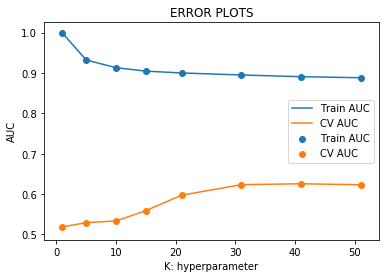 ERROR PLOTS
1.0
0.9
0.8
0.7
0.6
0.5
AUC
Train AUC
CV AUC
Train AUC
CV AUC
0 10 20 30 40 50
K: hyperparameter